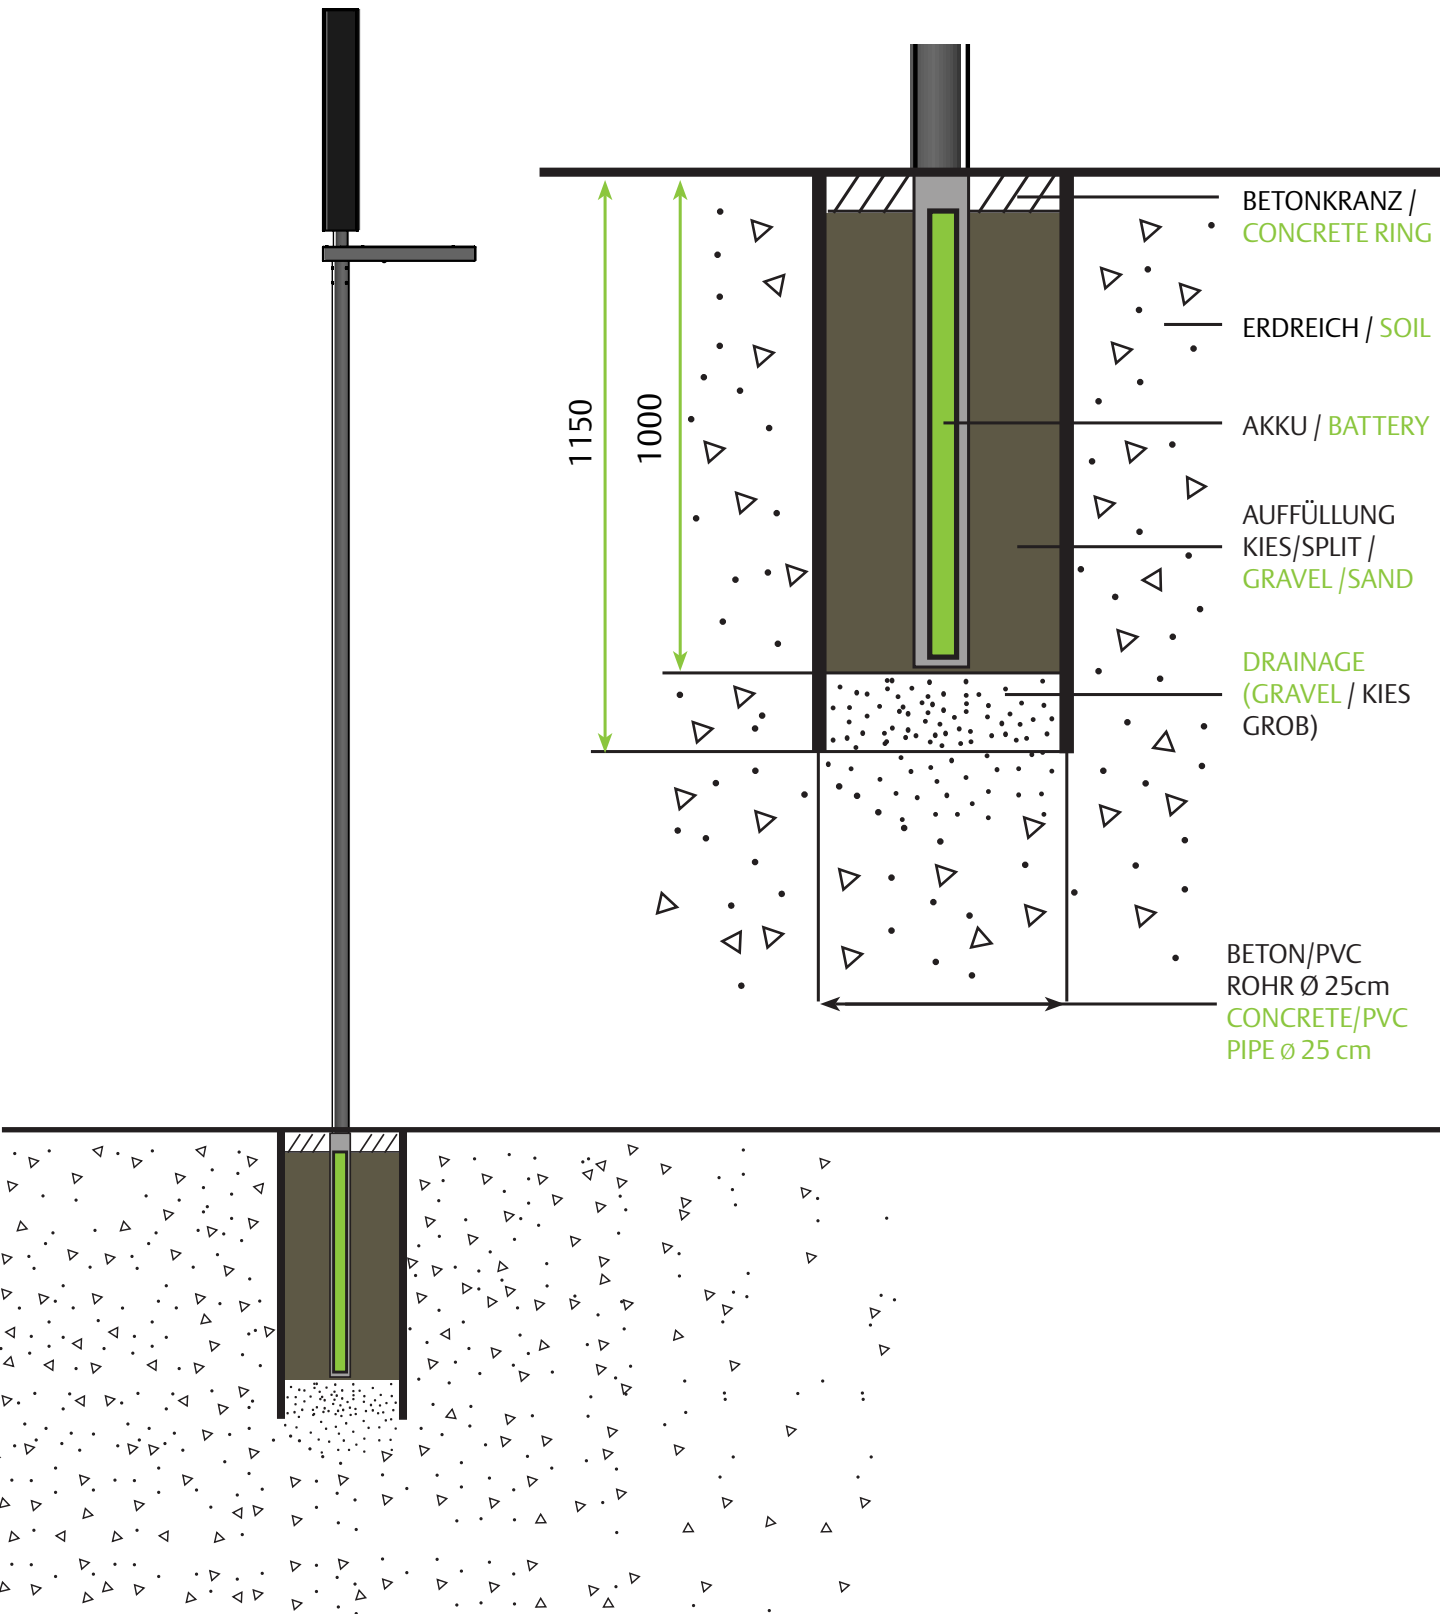 BETONKRANZ /
CONCRETE RING
ERDREICH / SOIL
AKKU / BATTERY
AUFFÜLLUNG
KIES/SPLIT /
GRAVEL /SAND
DRAINAGE
(GRAVEL / KIES
GROB)
1150
1000
BETON/PVC
ROHR Ø 25cm
CONCRETE/PVC
PIPE Ø 25 cm